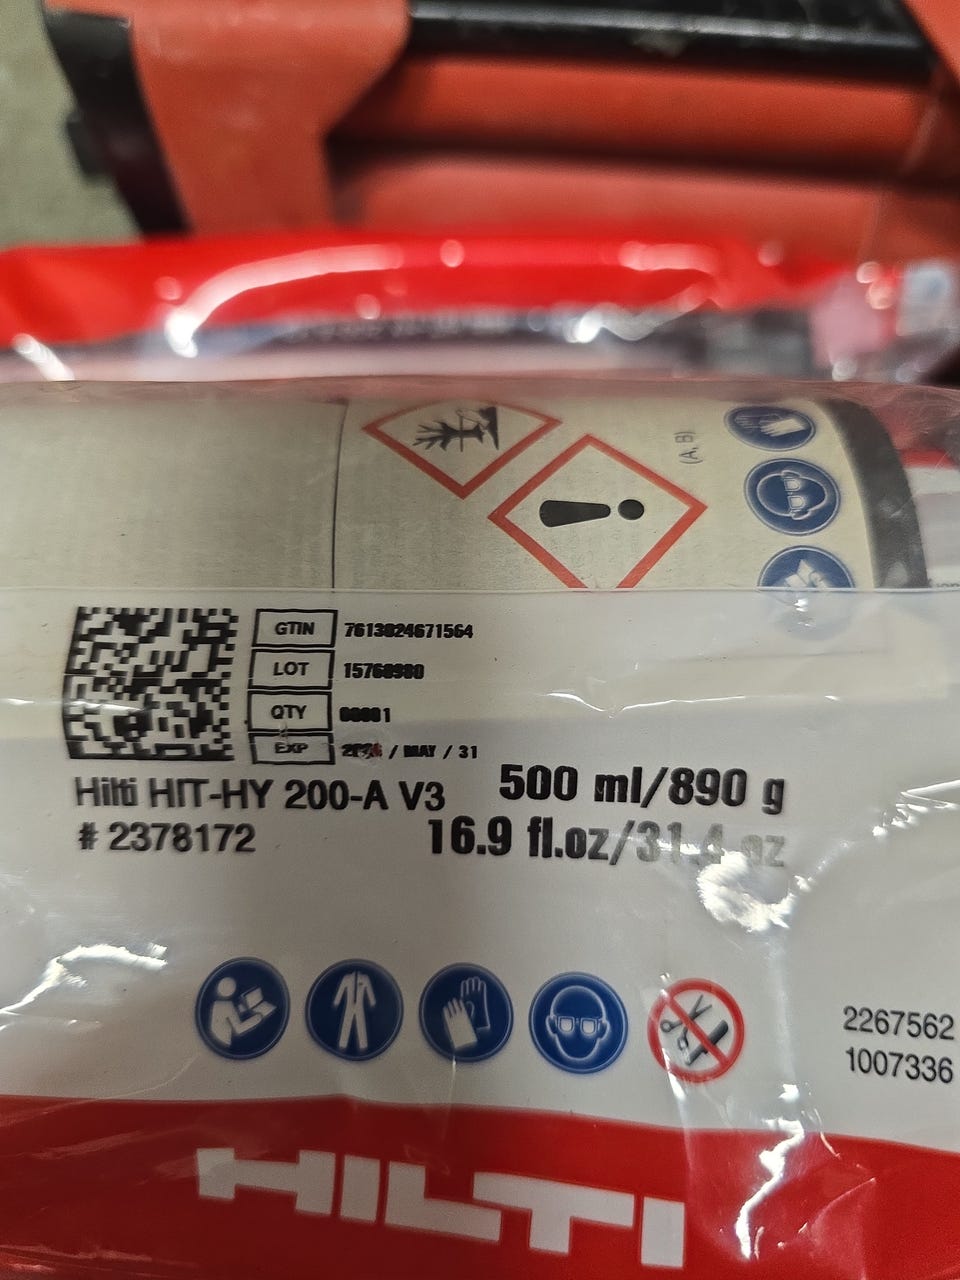 (A, B)
GTIN 7613024671564
LOT
QTY 00001
EXP / MAY / 31
Hilti HIT-HY 200-A V3
500 ml/890 g
# 2378172
16.9 fl.oz/31.4 oz
2267562
1007336
HILTI